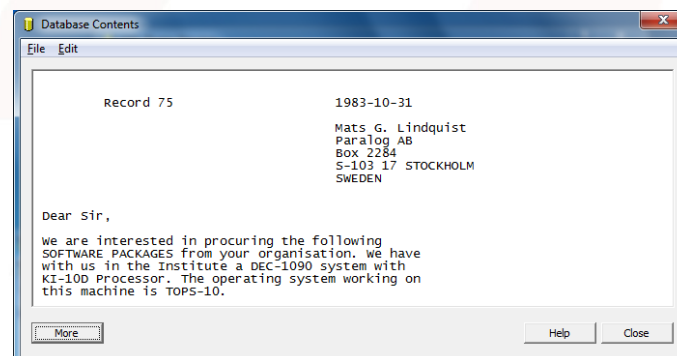 Database Contents
File Edit
Record 75 1983-10-31
Mats G. Lindquist
Paralog AB
Box 2284
S-103 17 STOCKHOLM
SWEDEN
Dear Sir,
We are interested in procuring the following
SOFTWARE PACKAGES from your organisation. We have
with us in the Institute a DEC-1090 system with
KI-10D Processor. The operating system working on
this machine is TOPS-10.
More Help Close